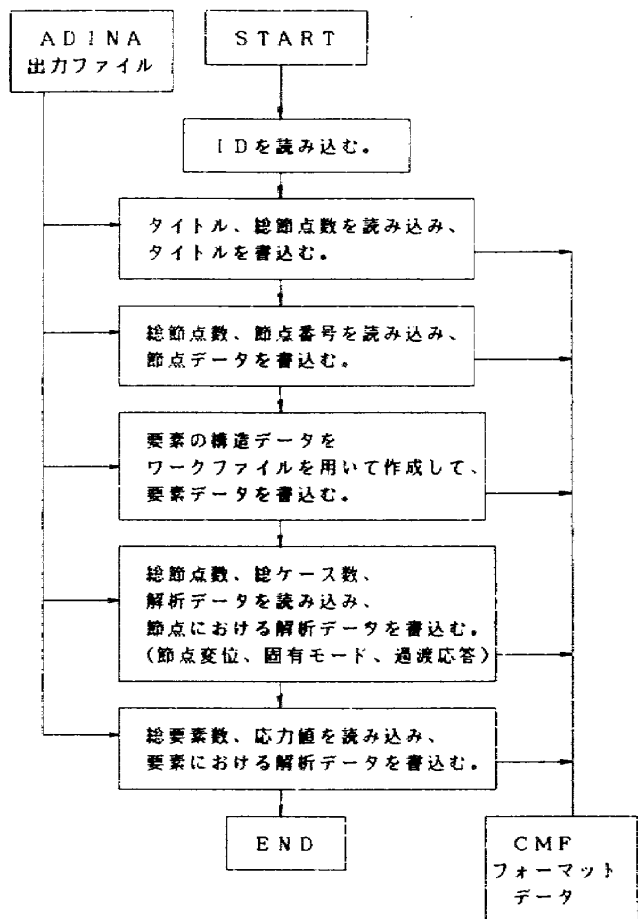 ADINA
出力ファイル
START
IDを読み込む。
タイトル、総節点数を読み込み、
タイトルを書込む。
総節点数、節点番号を読み込み、
節点データを書込む。
要素の構造データを
ワークファイルを用いて作成して、
要素データを書込む。
総節点数、総ケース数、
解析データを読み込み、
節点における解析データを書込む。
(節点変位、固有モード、過渡応答)
総要素数、応力値を読み込み、
要素における解析データを書込む。
END
CMF
フォーマット
データ